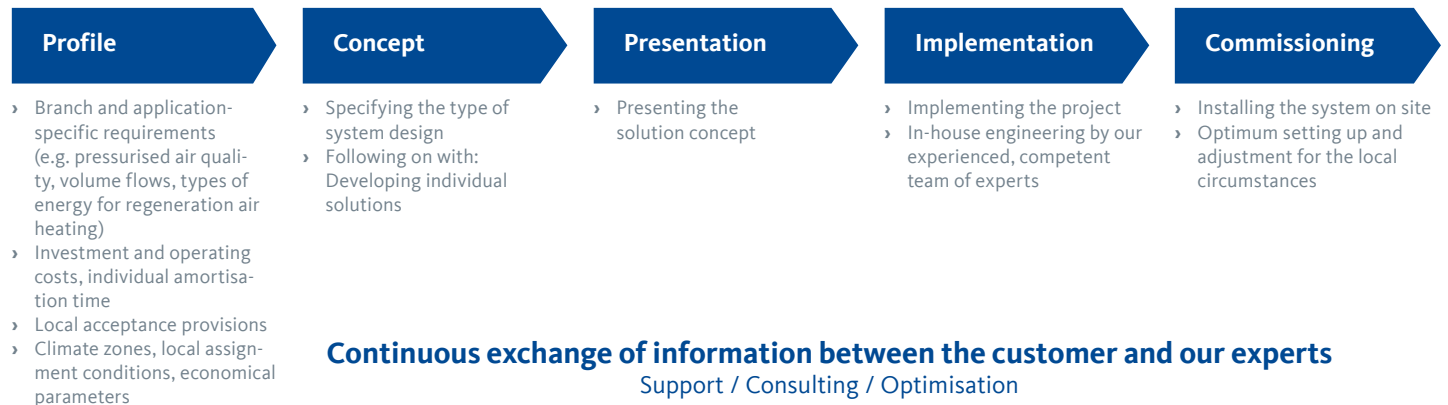 Profile
› Branch and application-
specific requirements
(e.g. pressurised air quali-
ty, volume flows, types of
energy for regeneration air
heating)
› Investment and operating
costs, individual amortisa-
tion time
› Local acceptance provisions
› Climate zones, local assign-
ment conditions, economical
parameters
Concept
› Specifying the type of
system design
› Following on with:
Developing individual
solutions
Presentation
› Presenting the
solution concept
Implementation
› Implementing the project
› In-house engineering by our
experienced, competent
team of experts
Commissioning
› Installing the system on site
› Optimum setting up and
adjustment for the local
circumstances
Continuous exchange of information between the customer and our experts
Support / Consulting / Optimisation